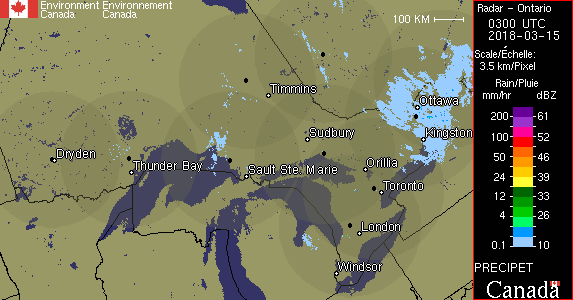 Environment Environnement
Canada Canada
100 KM
Timmins
Ottawa
Sudbury
Kingston
Dryden
Thunder Bay
Sault Ste. Marie
Orillia
Toronto
London
Windsor
Radar - Ontario
0300 UTC
2018-03-15
Scale/Échelle:
3.5 km/Pixel
Rain/Pluie
mm/hr dBZ
200 61
100 52
50 46
24 39
12 33
4 26
0.1 10
PRECIPET
Canada